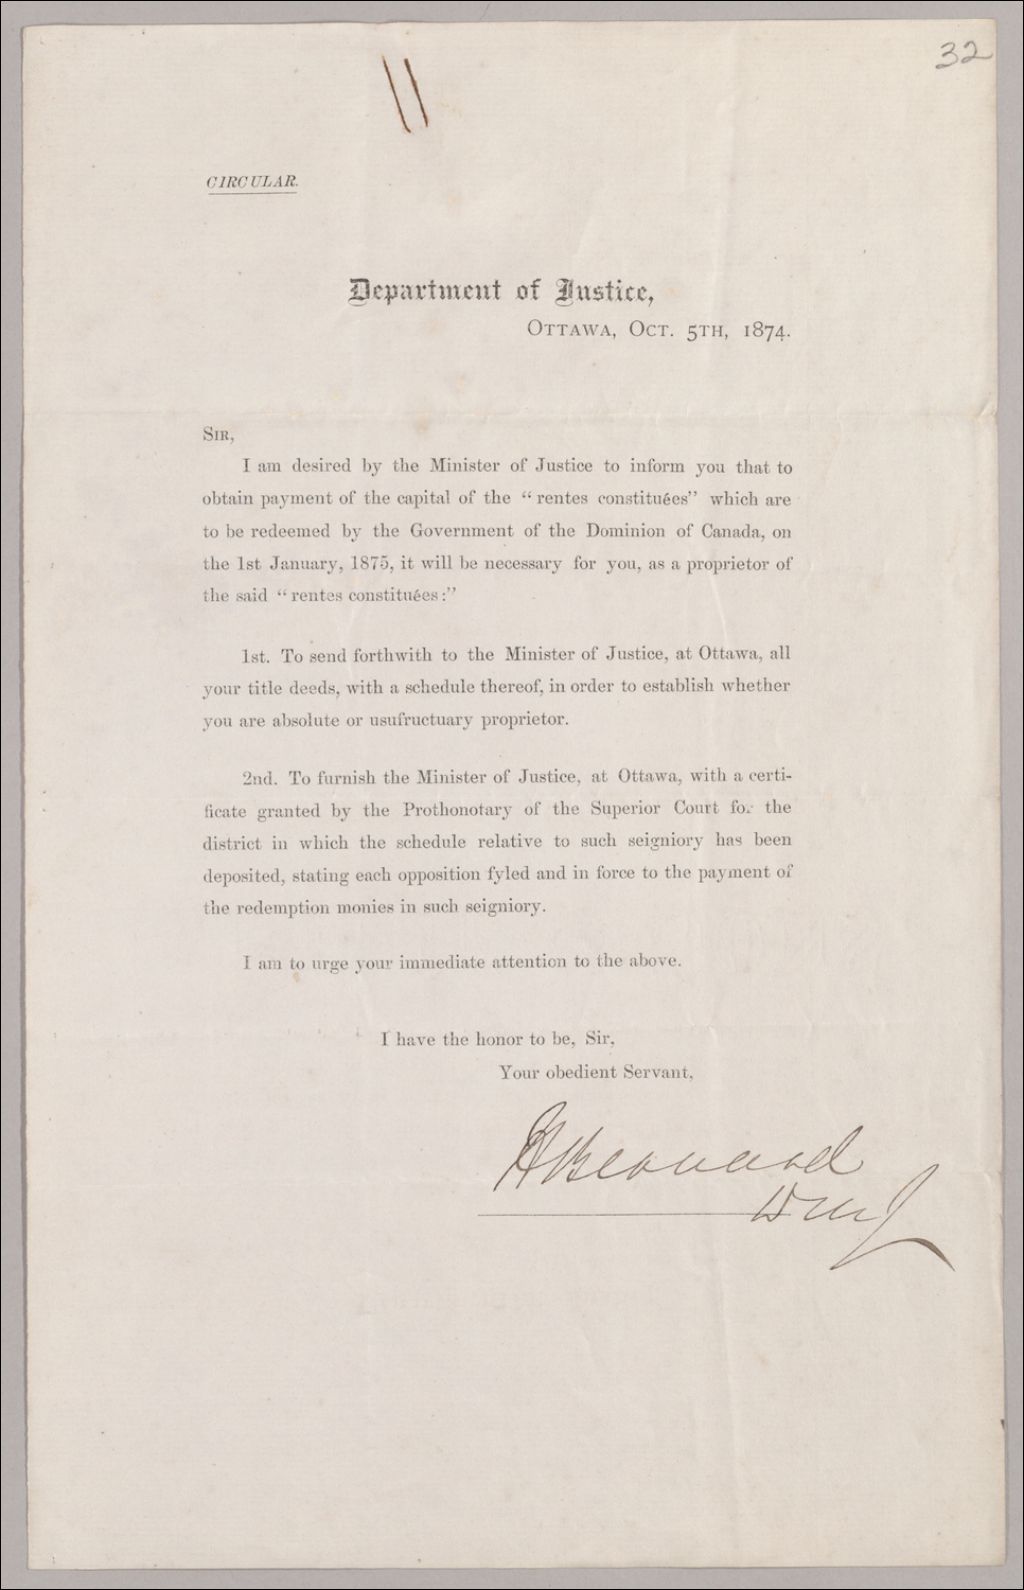 32
CIRCULAR.
Department of Justice,
OTTAWA, OCT. 5TH, 1874.
SIR,
I am desired by the Minister of Justice to inform you that to
obtain payment of the capital of the “ rentes constituées” which are
to be redeemed by the Government of the Dominion of Canada, on
the 1st January, 1875, it will be necessary for you, as a proprietor of
the said “ rentes constituées :”
1st. To send forthwith to the Minister of Justice, at Ottawa, all
your title deeds, with a schedule thereof, in order to establish whether
you are absolute or usufructuary proprietor.
2nd. To furnish the Minister of Justice, at Ottawa, with a certi-
ficate granted by the Prothonotary of the Superior Court for the
district in which the schedule relative to such seigniory has been
deposited, stating each opposition fyled and in force to the payment of
the redemption monies in such seigniory.
I am to urge your immediate attention to the above.
I have the honor to be, Sir,
Your obedient Servant,
H Bernard
DMJ